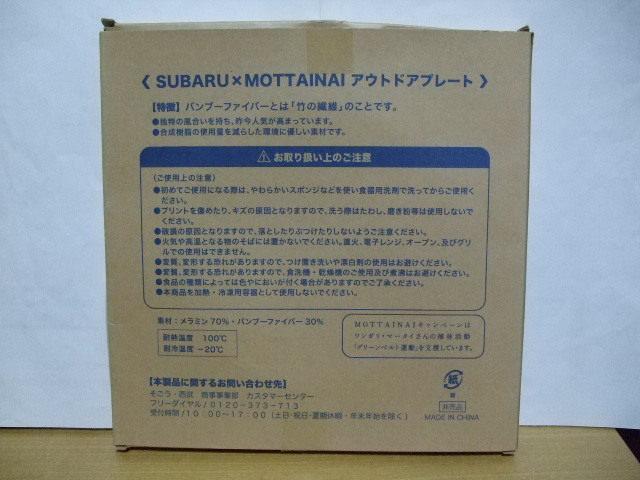 〈 SUBARU×MOTTAINAI アウトドアプレート 〉
【特徴】バンブーファイバーとは「竹の繊維」のことです。
●独特の風合いを持ち、昨今人気が高まっています。
●合成樹脂の使用量を減らした環境に優しい素材です。
⚠お取り扱い上のご注意
〈ご使用上の注意〉
●初めてご使用になる際は、やわらかいスポンジなどを使い食器用洗剤で洗ってからご使用く
ださい。
●プリントを傷めたり、キズの原因となりますので、洗う際はたわし、磨き粉等は使用しないで
ください。
●破損の原因となりますので、落としたりぶつけたりしないようご注意ください。
●火気や高温となる物のそばには置かないでください。直火、電子レンジ、オーブン、及びグリ
ルでの使用はできません。
●変質、変形する恐れがありますので、つけ置き洗いや漂白剤の使用はお避けください。
●変質、変形する恐れがありますので、食洗機・乾燥機のご使用及び煮沸はお避けください。
●食品の種類によっては色やにおいが付く場合がありますのでご了承ください。
●本商品を加熱・冷凍用容器として使用しないでください。
素材：メラミン70%・バンブーファイバー30%
耐熱温度 100℃
耐冷温度 −20℃
MOTTAINAIキャンペーンは
ワンガリ・マータイさんの植林活動
「グリーンベルト運動」を支援しています。
【本製品に関するお問い合わせ先】
そごう・西武 商事事業部 カスタマーセンター
フリーダイヤル/0120-373-713
受付時間/10:00〜17:00（土日・祝日・夏期休暇・年末年始を除く）
紙
箱
非売品
MADE IN CHINA